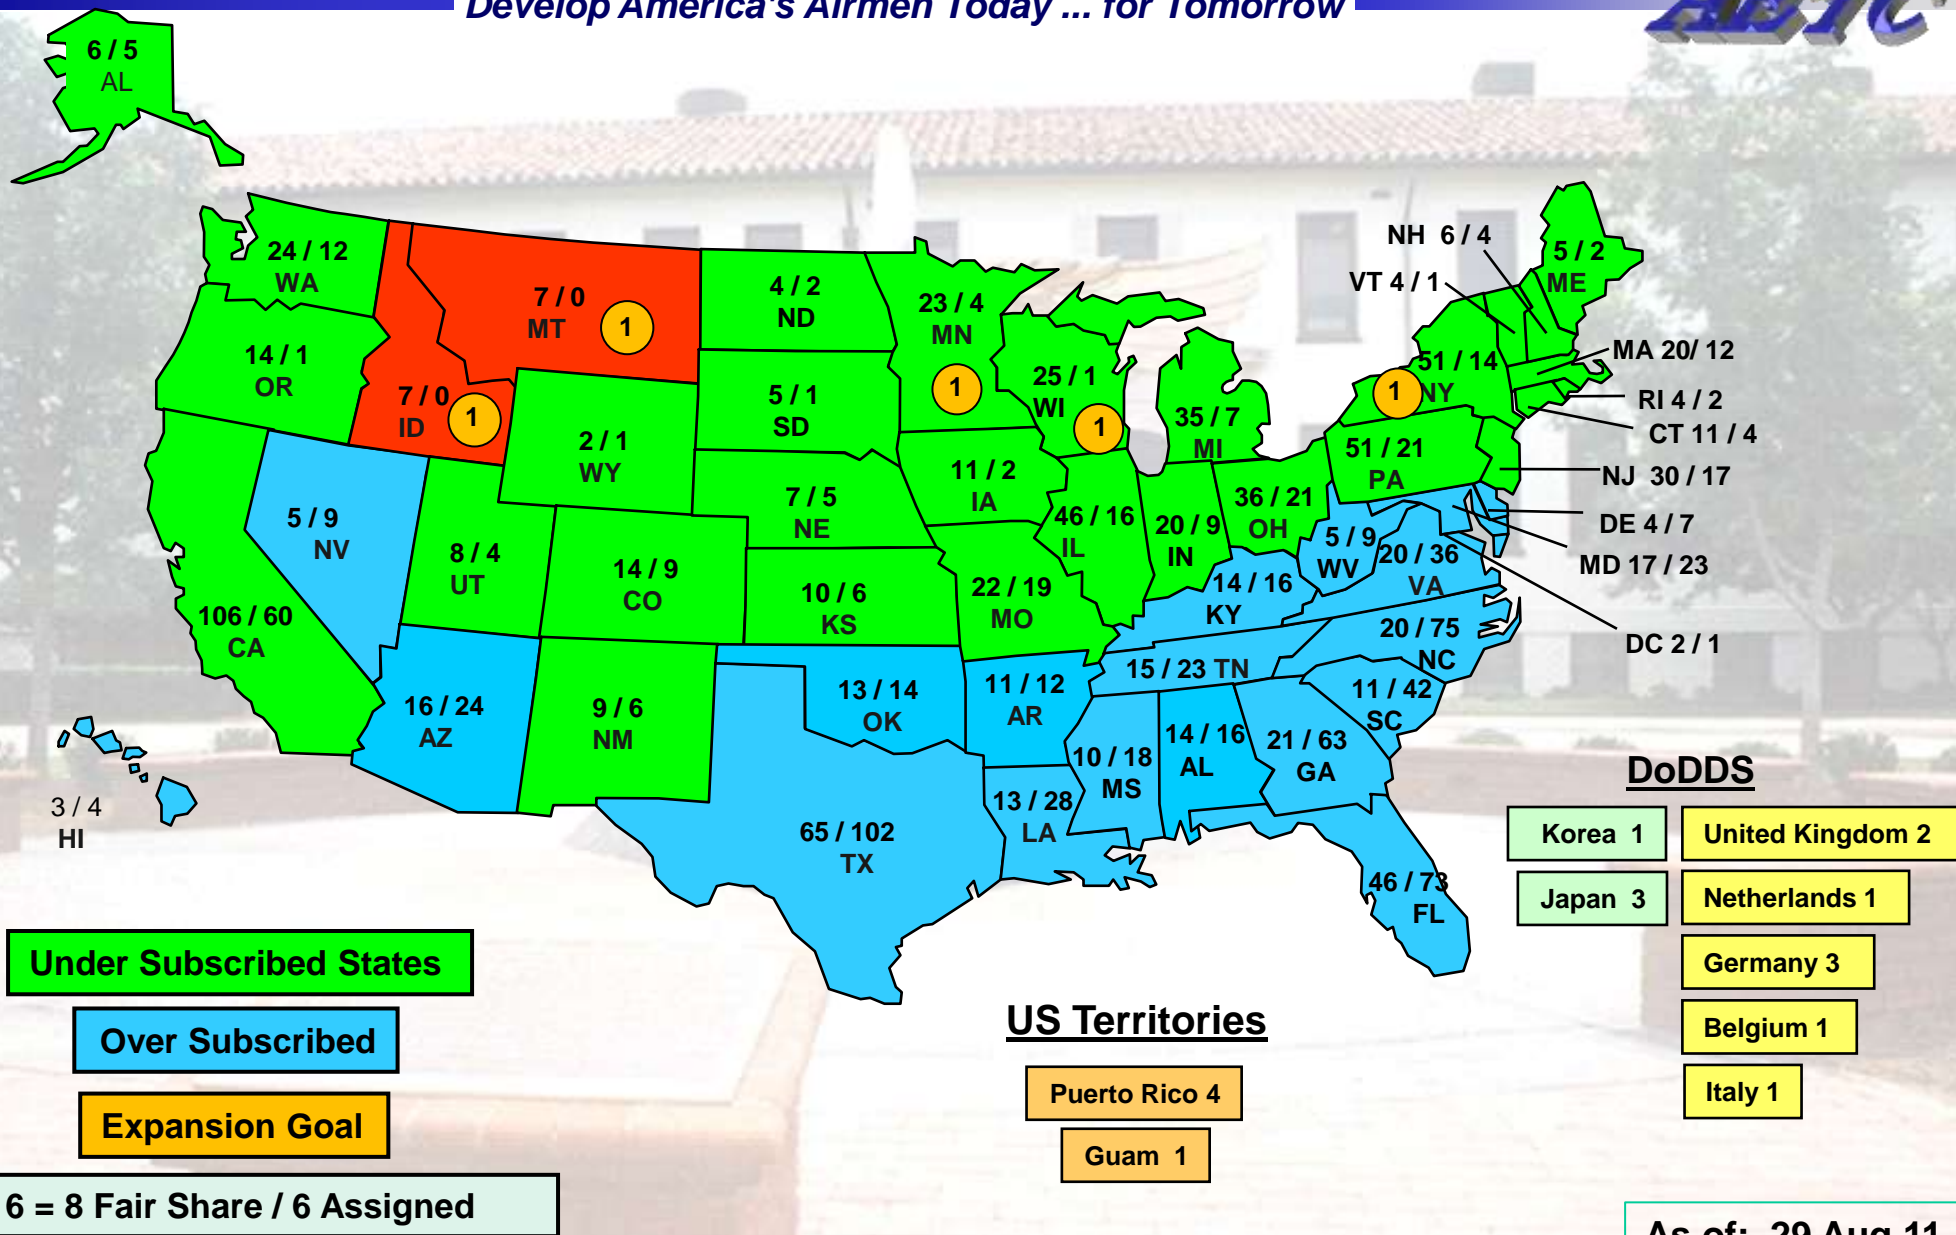 Develop America's Airmen Today ... for Tomorrow
AETC
6 / 5
AL
24 / 12
WA
14 / 1
OR
106 / 60
CA
5 / 9
NV
7 / 0
ID
1
7 / 0
MT
1
2 / 1
WY
8 / 4
UT
14 / 9
CO
16 / 24
AZ
9 / 6
NM
4 / 2
ND
5 / 1
SD
7 / 5
NE
10 / 6
KS
13 / 14
OK
65 / 102
TX
23 / 4
MN
1
11 / 2
IA
22 / 19
MO
11 / 12
AR
13 / 28
LA
25 / 1
WI
1
46 / 16
IL
35 / 7
MI
20 / 9
IN
36 / 21
OH
14 / 16
KY
15 / 23 TN
10 / 18
MS
14 / 16
AL
21 / 63
GA
46 / 73
FL
11 / 42
SC
20 / 75
NC
20 / 36
VA
5 / 9
WV
51 / 21
PA
51 / 14
NY
1
NH 6 / 4
VT 4 / 1
5 / 2
ME
MA 20/ 12
RI 4 / 2
CT 11 / 4
NJ 30 / 17
DE 4 / 7
MD 17 / 23
DC 2 / 1
3 / 4
HI
DoDDS
Korea 1
Japan 3
United Kingdom 2
Netherlands 1
Germany 3
Belgium 1
Italy 1
US Territories
Puerto Rico 4
Guam 1
Under Subscribed States
Over Subscribed
Expansion Goal
6 = 8 Fair Share / 6 Assigned
As of: 29 Aug 11